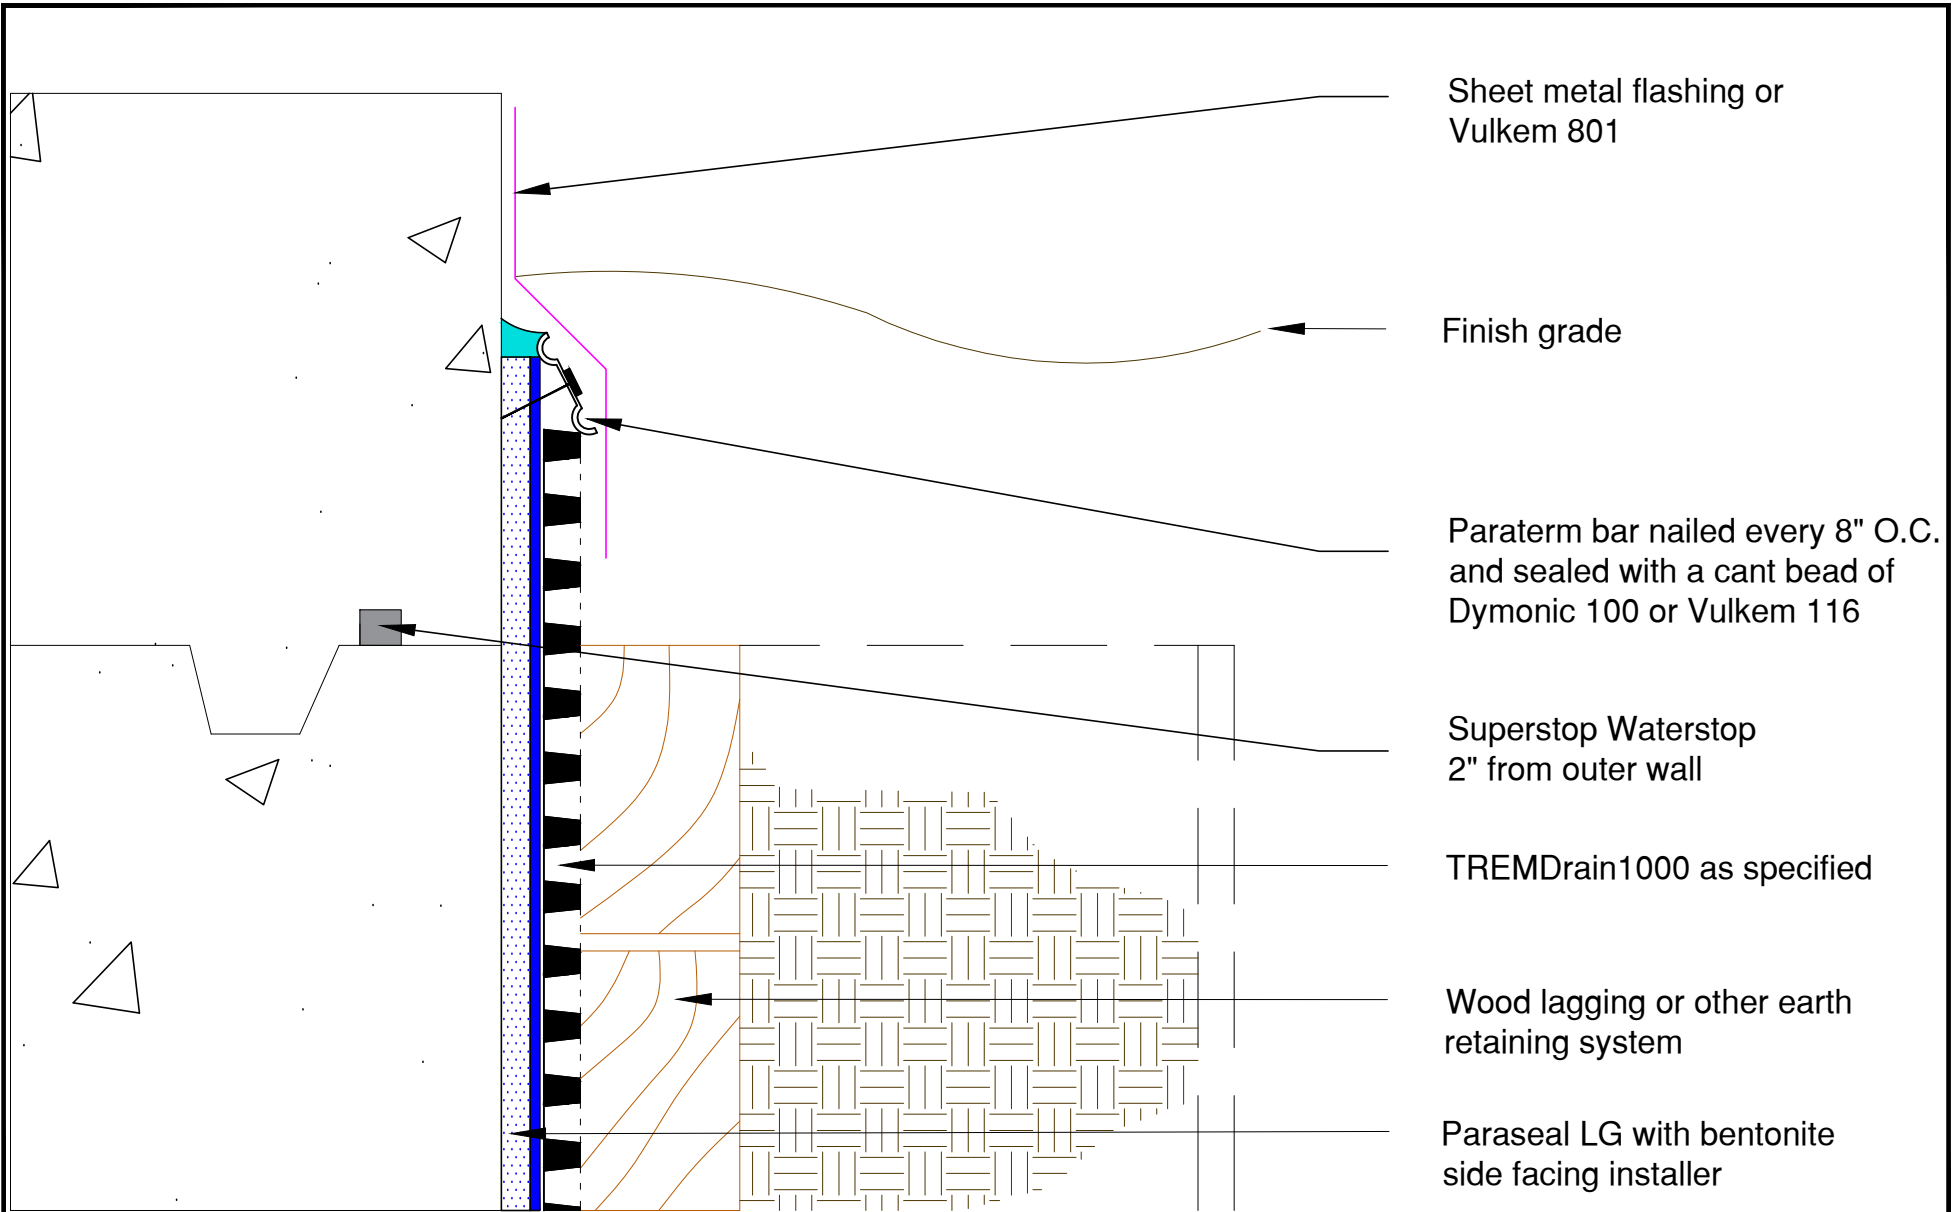 Sheet metal flashing or
Vulkem 801
Finish grade
Paraterm bar nailed every 8" O.C.
and sealed with a cant bead of
Dymonic 100 or Vulkem 116
Superstop Waterstop
2" from outer wall
TREMDrain1000 as specified
Wood lagging or other earth
retaining system
Paraseal LG with bentonite
side facing installer